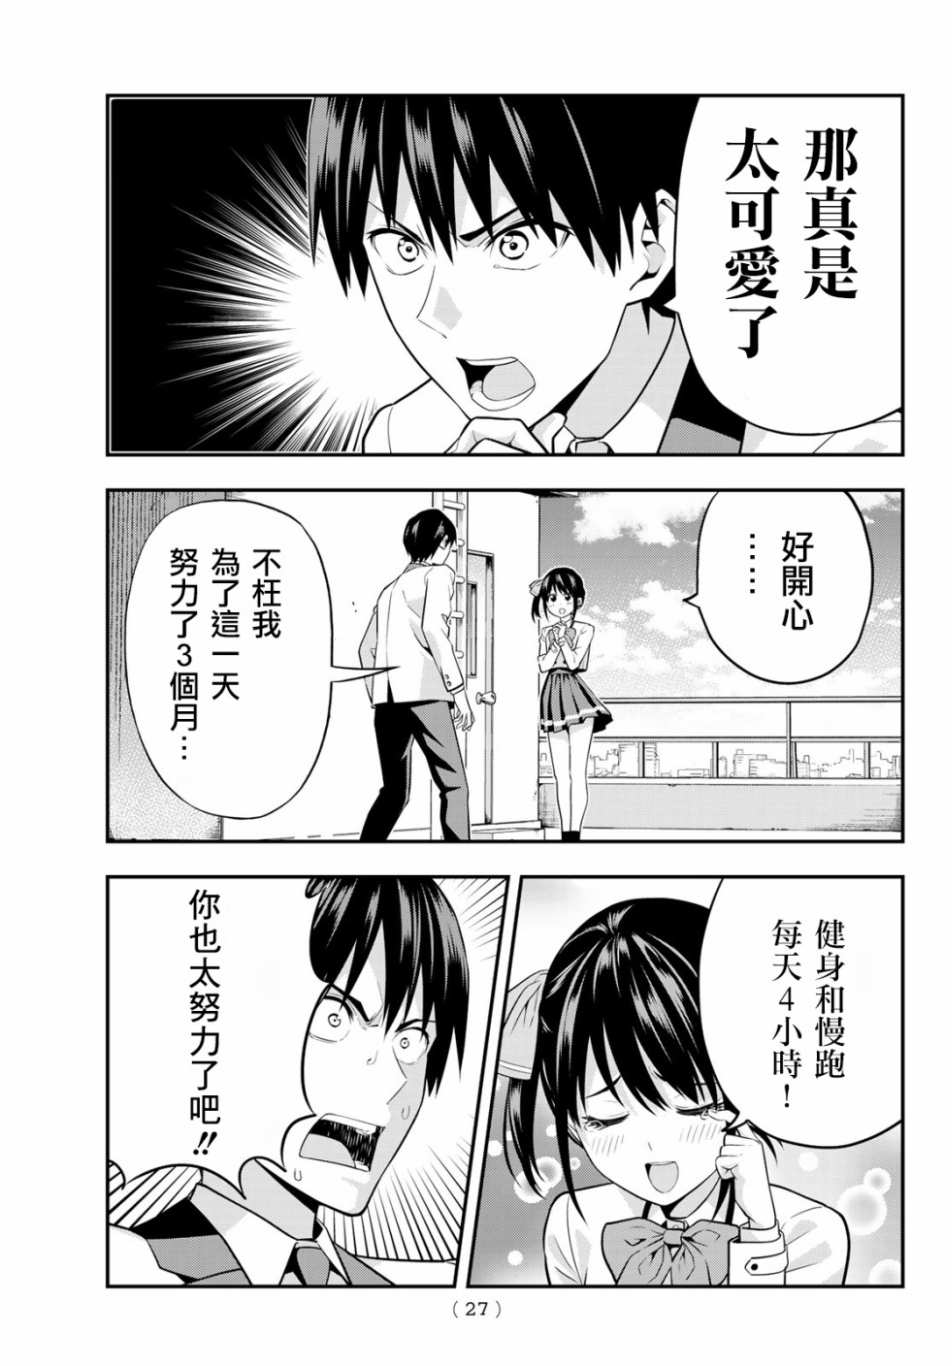 那真是
太可愛了
好開心
……
不枉我
為了這一天
努力了3個月…
健身和慢跑
每天4小時！
你也太努力了吧!!
（27）